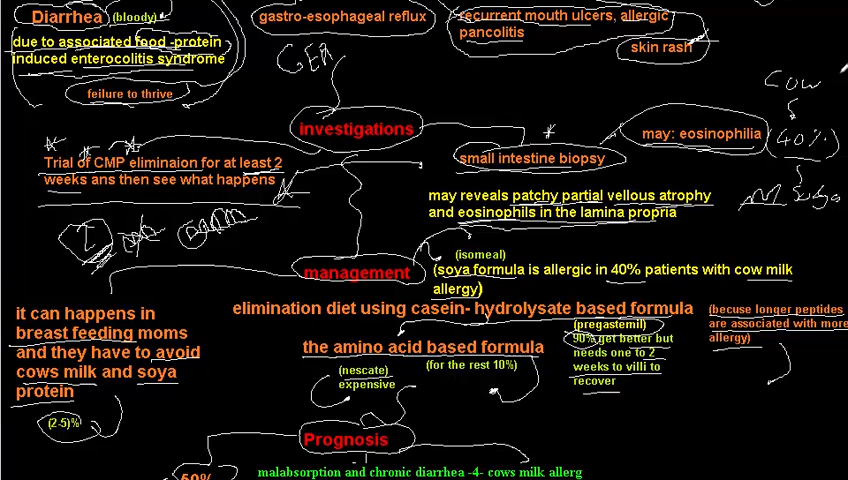 Diarrhea (bloody)
due to associated food -protein
induced enterocolitis syndrome
feilure to thrive
gastro-esophageal reflux
recurrent mouth ulcers, allergic
pancolitis
skin rash
GER
cow
40%
investigations
may: eosinophilia
small intestine biopsy
Trial of CMP eliminaion for at least 2
weeks ans then see what happens
may reveals patchy partial vellous atrophy
and eosinophils in the lamina propria
management
(isomeal)
(soya formula is allergic in 40% patients with cow milk
allergy)
it can happens in
breast feeding moms
and they have to avoid
cows milk and soya
protein
(2-5)%
elimination diet using casein- hydrolysate based formula
(becuse longer peptides
are associated with more
allergy)
(pregastemil)
90% get better but
needs one to 2
weeks to villi to
recover
the amino acid based formula
(nescate)
expensive
(for the rest 10%)
Prognosis
50%
malabsorption and chronic diarrhea -4- cows milk allerg